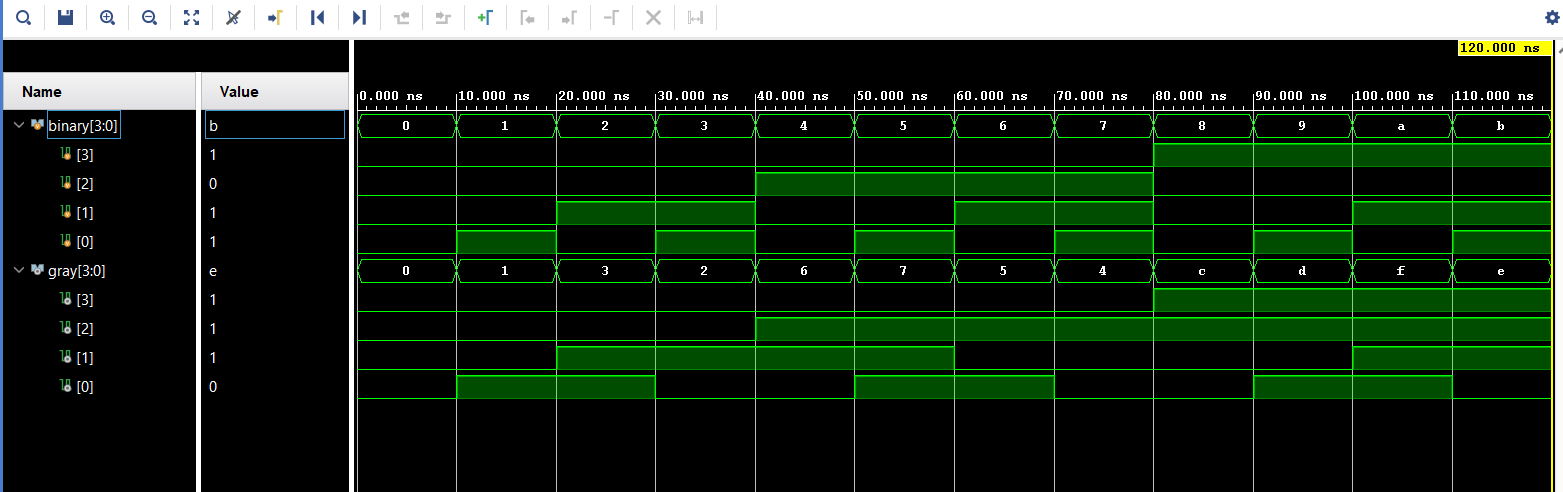 120.000 ns
Name Value
0.000 ns 10.000 ns 20.000 ns 30.000 ns 40.000 ns 50.000 ns 60.000 ns 70.000 ns 80.000 ns 90.000 ns 100.000 ns 110.000 ns
binary[3:0] b 0 1 2 3 4 5 6 7 8 9 a b
[3] 1
[2] 0
[1] 1
[0] 1
gray[3:0] e 0 1 3 2 6 7 5 4 c d f e
[3] 1
[2] 1
[1] 1
[0] 0